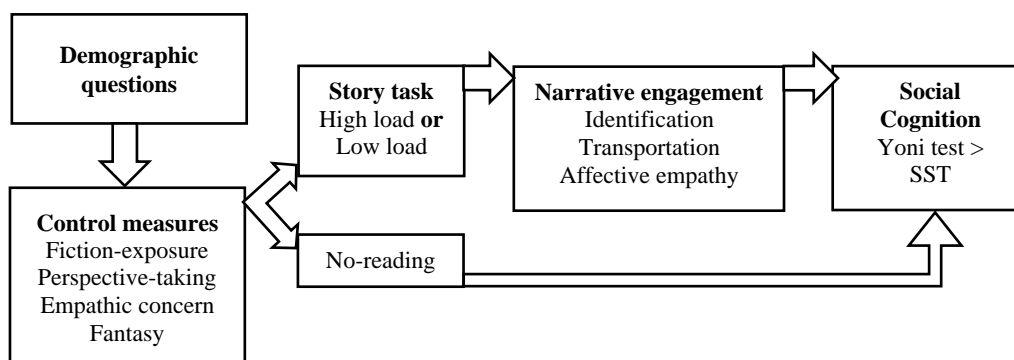 Demographic
questions
Control measures
Fiction-exposure
Perspective-taking
Empathic concern
Fantasy
Story task
High load or
Low load
No-reading
Narrative engagement
Identification
Transportation
Affective empathy
Social
Cognition
Yoni test >
SST